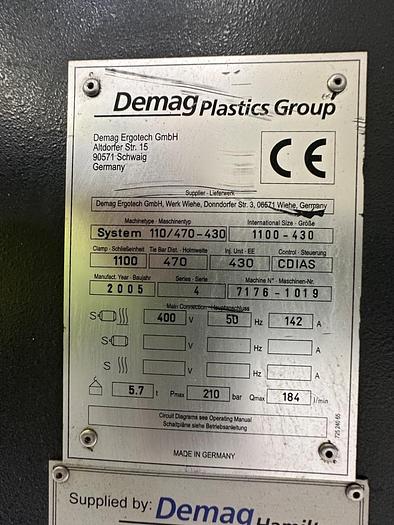 Demag Plastics Group
Demag Ergotech GmbH
Altdorfer Str. 15
90571 Schwaig
Germany
CE
Supplier - Lieferwerk
Demag Ergotech GmbH, Werk Wiehe, Donndorfer Str. 3, 06571 Wiehe, Germany
Machinetype - Maschinentyp International Size - Größe
System 110/470-430 1100-430
Clamp - Schließeinheit Tie Bar Dist. - Holmweite Inj. Unit - EE Control - Steuerung
1100 470 430 CDIAS
Manufact. Year - Baujahr Series - Serie Machine N° - Maschinen-Nr.
2005 4 7176-1019
Main Connection - Hauptanschluss
S 400 V 50 Hz 142 A
S V Hz A
S V Hz A
5.7 t Pmax 210 bar Qmax 184 l/min
Circuit Diagrams see Operating Manual
Schaltpläne siehe Betriebsanleitung
MADE IN GERMANY
Supplied by: Demag